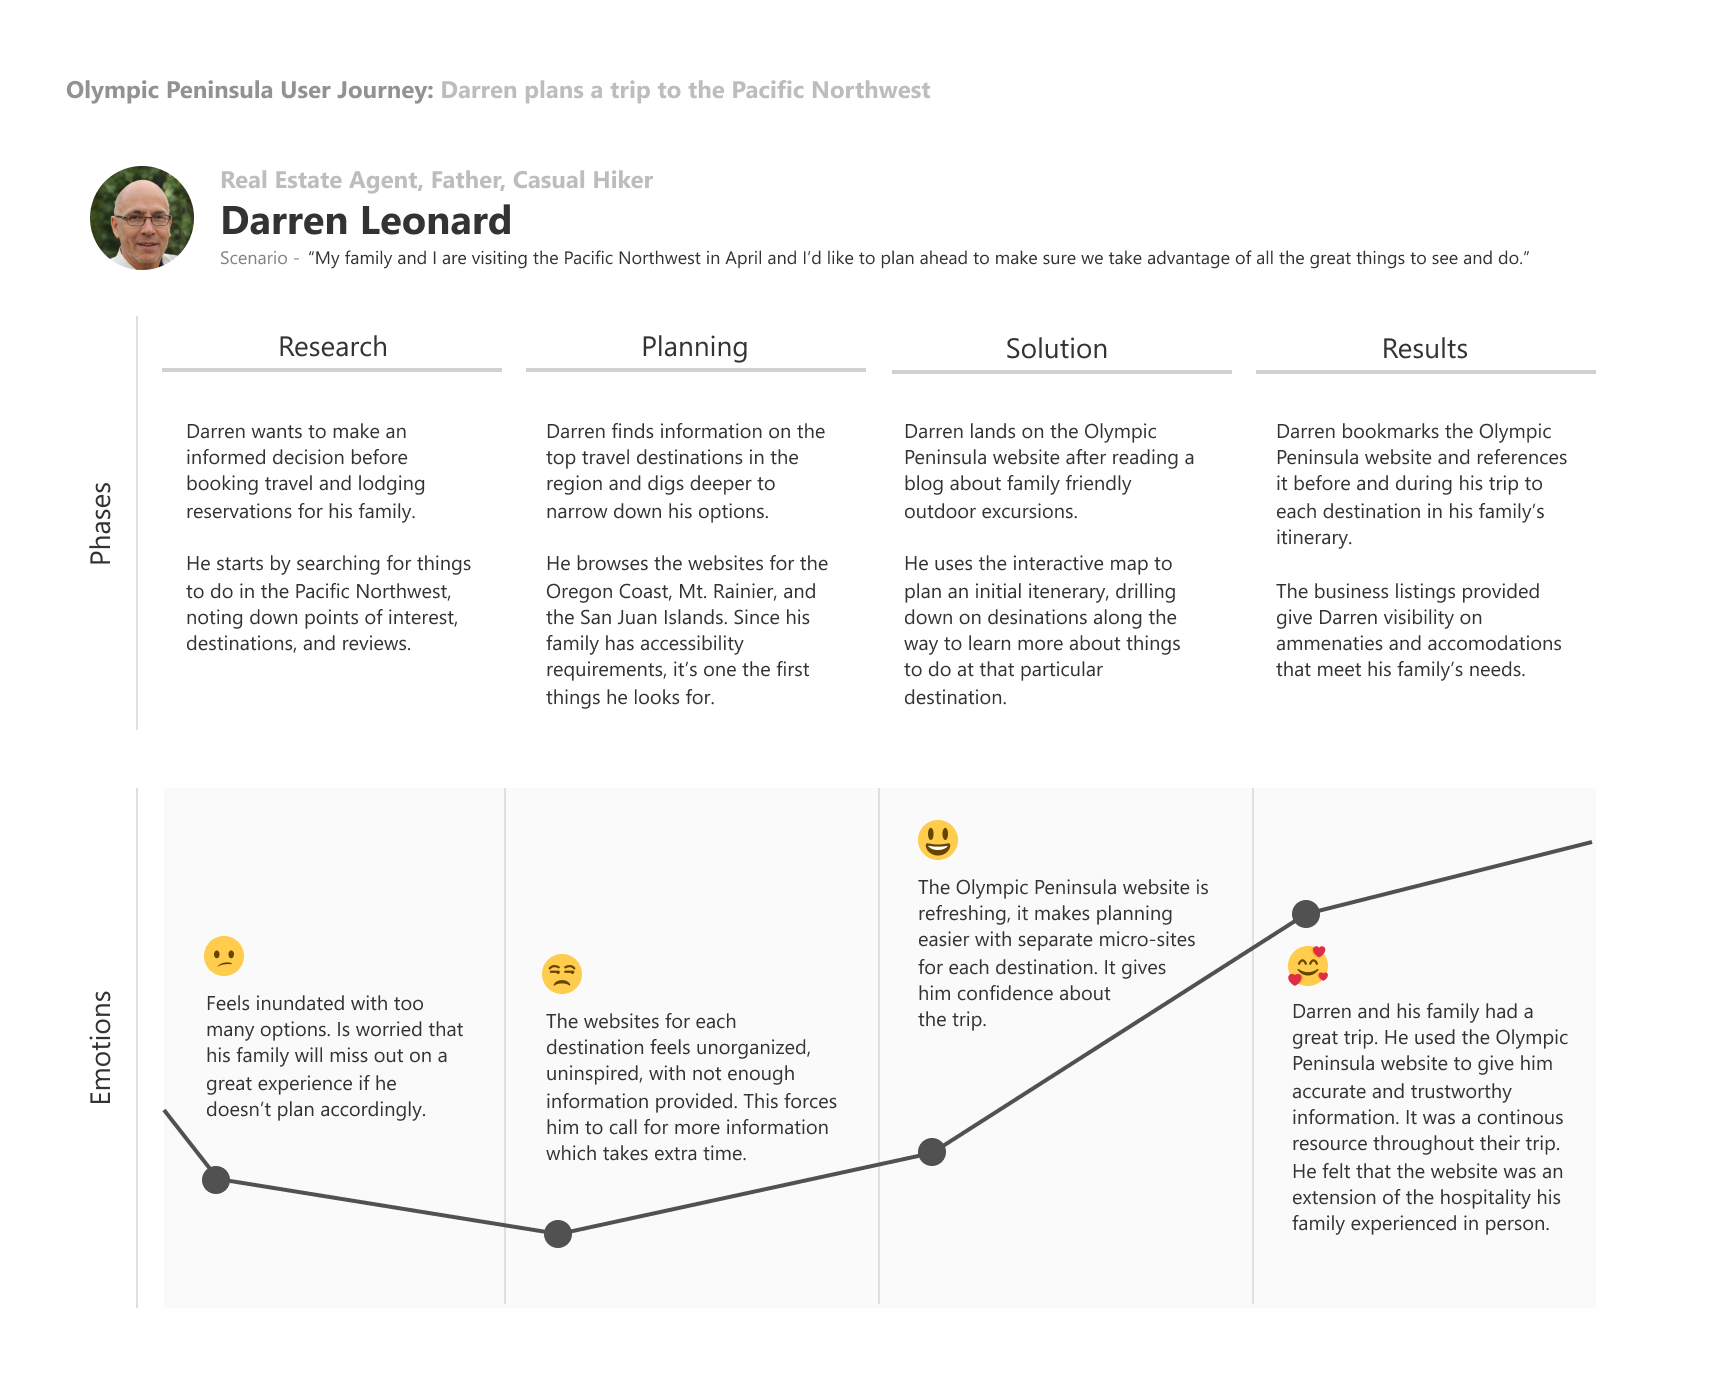 Olympic Peninsula User Journey: Darren plans a trip to the Pacific Northwest
Real Estate Agent, Father, Casual Hiker
Darren Leonard
Scenario - “My family and I are visiting the Pacific Northwest in April and I’d like to plan ahead to make sure we take advantage of all the great things to see and do.”
Phases
Research
Darren wants to make an
informed decision before
booking travel and lodging
reservations for his family.
He starts by searching for things
to do in the Pacific Northwest,
noting down points of interest,
destinations, and reviews.
Planning
Darren finds information on the
top travel destinations in the
region and digs deeper to
narrow down his options.
He browses the websites for the
Oregon Coast, Mt. Rainier, and
the San Juan Islands. Since his
family has accessibility
requirements, it’s one the first
things he looks for.
Solution
Darren lands on the Olympic
Peninsula website after reading a
blog about family friendly
outdoor excursions.
He uses the interactive map to
plan an initial itenerary, drilling
down on desinations along the
way to learn more about things
to do at that particular
destination.
Results
Darren bookmarks the Olympic
Peninsula website and references
it before and during his trip to
each destination in his family’s
itinerary.
The business listings provided
give Darren visibility on
ammenaties and accomodations
that meet his family’s needs.
Emotions
Feels inundated with too
many options. Is worried that
his family will miss out on a
great experience if he
doesn’t plan accordingly.
The websites for each
destination feels unorganized,
uninspired, with not enough
information provided. This forces
him to call for more information
which takes extra time.
The Olympic Peninsula website is
refreshing, it makes planning
easier with separate micro-sites
for each destination. It gives
him confidence about
the trip.
Darren and his family had a
great trip. He used the Olympic
Peninsula website to give him
accurate and trustworthy
information. It was a continous
resource throughout their trip.
He felt that the website was an
extension of the hospitality his
family experienced in person.